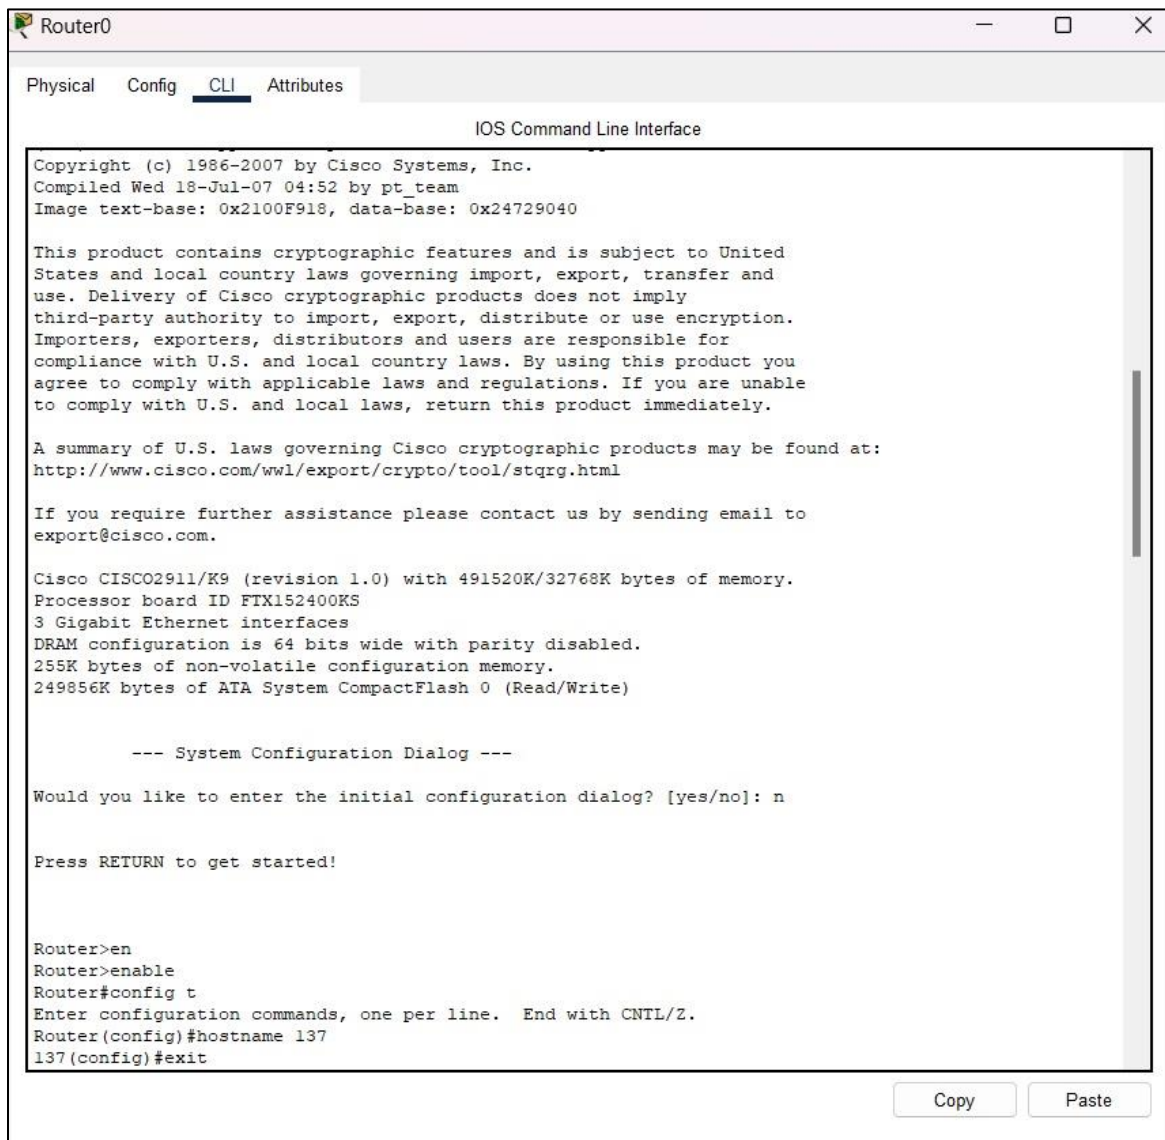 Router0
Physical Config CLI Attributes
IOS Command Line Interface
Copyright (c) 1986-2007 by Cisco Systems, Inc.
Compiled Wed 18-Jul-07 04:52 by pt_team
Image text-base: 0x2100F918, data-base: 0x24729040
This product contains cryptographic features and is subject to United
States and local country laws governing import, export, transfer and
use. Delivery of Cisco cryptographic products does not imply
third-party authority to import, export, distribute or use encryption.
Importers, exporters, distributors and users are responsible for
compliance with U.S. and local country laws. By using this product you
agree to comply with applicable laws and regulations. If you are unable
to comply with U.S. and local laws, return this product immediately.
A summary of U.S. laws governing Cisco cryptographic products may be found at:
http://www.cisco.com/wwl/export/crypto/tool/stqrg.html
If you require further assistance please contact us by sending email to
export@cisco.com.
Cisco CISCO2911/K9 (revision 1.0) with 491520K/32768K bytes of memory.
Processor board ID FTX152400KS
3 Gigabit Ethernet interfaces
DRAM configuration is 64 bits wide with parity disabled.
255K bytes of non-volatile configuration memory.
249856K bytes of ATA System CompactFlash 0 (Read/Write)
--- System Configuration Dialog ---
Would you like to enter the initial configuration dialog? [yes/no]: n
Press RETURN to get started!
Router>en
Router>enable
Router#config t
Enter configuration commands, one per line. End with CNTL/Z.
Router(config)#hostname 137
137(config)#exit
Copy Paste